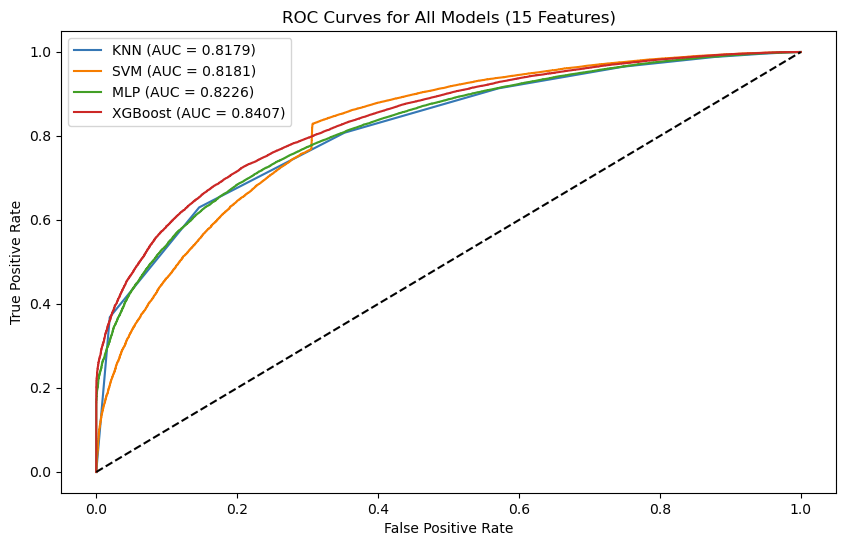 ROC Curves for All Models (15 Features)
KNN (AUC = 0.8179)
SVM (AUC = 0.8181)
MLP (AUC = 0.8226)
XGBoost (AUC = 0.8407)
True Positive Rate
1.0
0.8
0.6
0.4
0.2
0.0
0.0 0.2 0.4 0.6 0.8 1.0
False Positive Rate